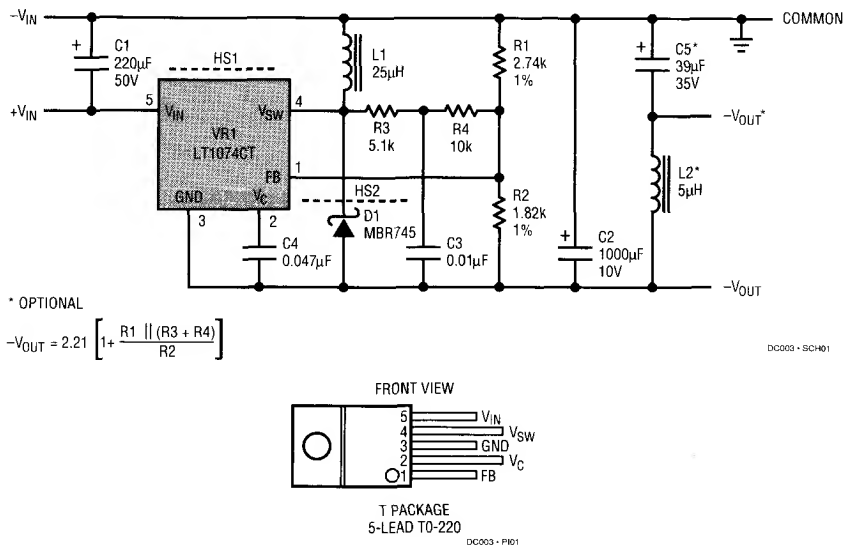 –VIN
COMMON
+
C1
220µF
50V
HS1
L1
25µH
R1
2.74k
1%
+
C5*
39µF
35V
+VIN
5
VIN
VSW
4
VR1
LT1074CT
R3
5.1k
R4
10k
–VOUT*
FB
1
HS2
L2*
5µH
GND
VC
3
2
D1
MBR745
R2
1.82k
1%
C4
0.047µF
C3
0.01µF
+
C2
1000µF
10V
–VOUT
* OPTIONAL
–VOUT = 2.21 [1+ R1 || (R3 + R4) / R2]
DC003 • SCH01
FRONT VIEW
5 VIN
4 VSW
3 GND
2 VC
1 FB
T PACKAGE
5-LEAD TO-220
DC003 • PI01